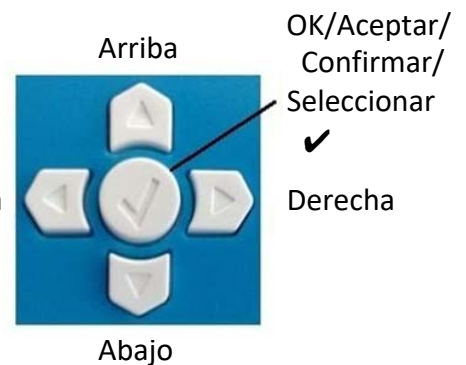 Arriba
OK/Aceptar/
Confirmar/
Seleccionar
✔
Derecha
Abajo